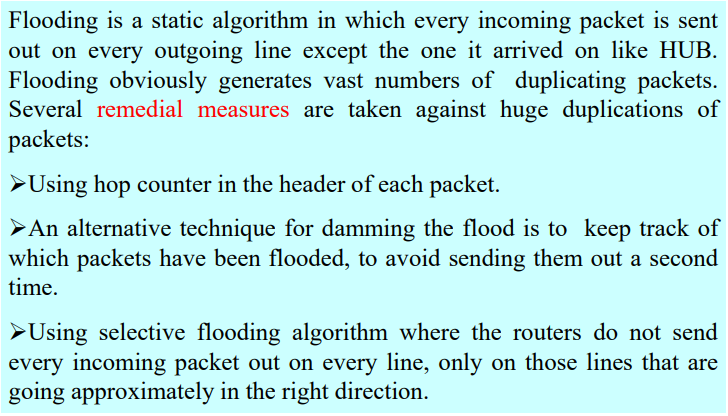 Flooding is a static algorithm in which every incoming packet is sent
out on every outgoing line except the one it arrived on like HUB.
Flooding obviously generates vast numbers of duplicating packets.
Several remedial measures are taken against huge duplications of
packets:
➢Using hop counter in the header of each packet.
➢An alternative technique for damming the flood is to keep track of
which packets have been flooded, to avoid sending them out a second
time.
➢Using selective flooding algorithm where the routers do not send
every incoming packet out on every line, only on those lines that are
going approximately in the right direction.